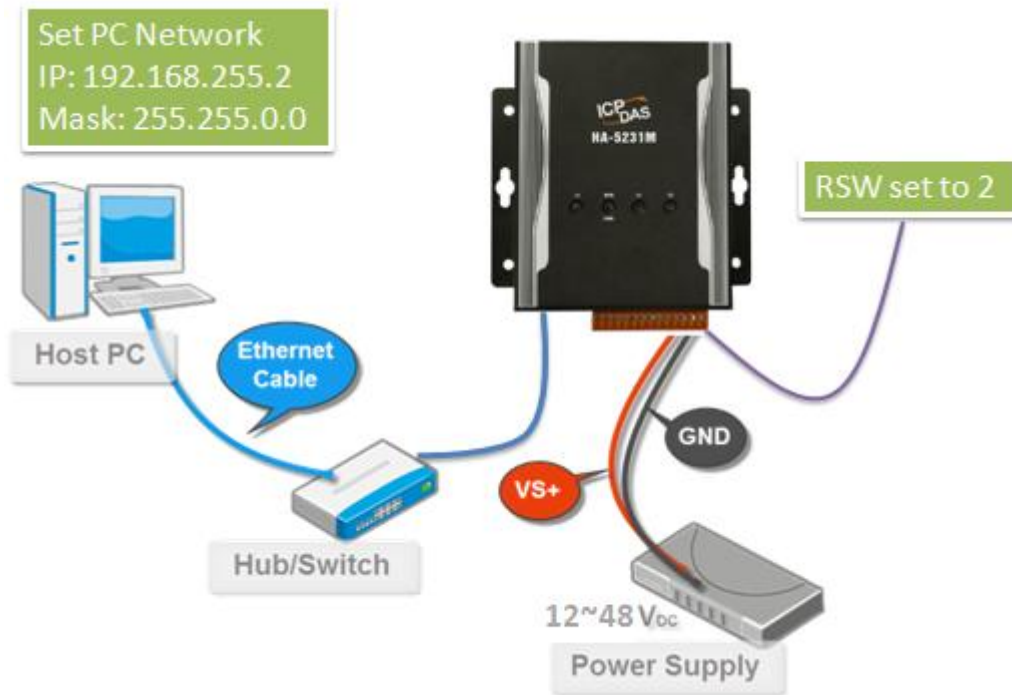 Set PC Network
IP: 192.168.255.2
Mask: 255.255.0.0
ICP
DAS
HA-5231M
RSW set to 2
Host PC
Ethernet
Cable
GND
VS+
Hub/Switch
12~48 VDC
Power Supply